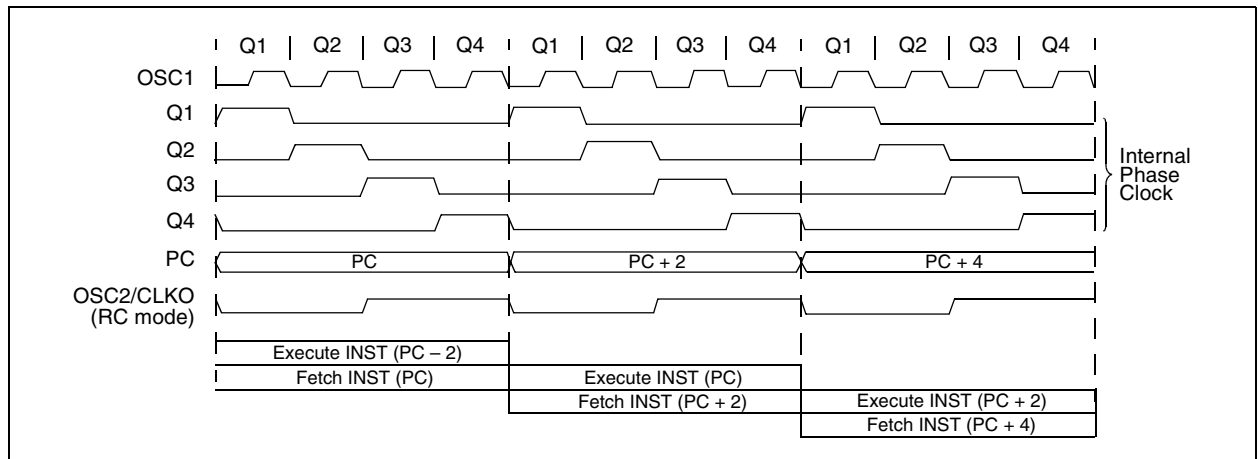 Q1 | Q2 | Q3 | Q4 | Q1 | Q2 | Q3 | Q4 | Q1 | Q2 | Q3 | Q4
OSC1
Q1
Q2
Q3
Q4
Internal
Phase
Clock
PC PC PC + 2 PC + 4
OSC2/CLKO
(RC mode)
Execute INST (PC – 2)
Fetch INST (PC) Execute INST (PC)
Fetch INST (PC + 2) Execute INST (PC + 2)
Fetch INST (PC + 4)